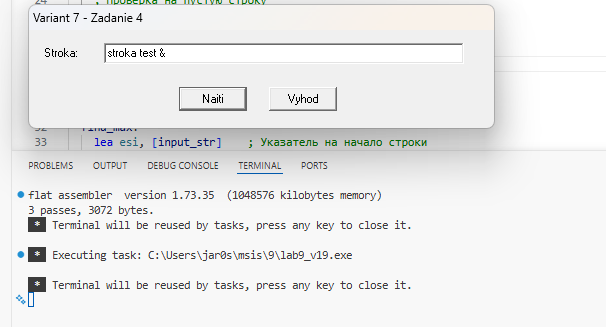 24 ; Проверка на пустую строку
Variant 7 - Zadanie 4
Stroka: stroka test &
Naiti Vyhod
32 find_max:
33 lea esi, [input_str] ; Указатель на начало строки
PROBLEMS OUTPUT DEBUG CONSOLE TERMINAL PORTS
flat assembler version 1.73.35 (1048576 kilobytes memory)
3 passes, 3072 bytes.
* Terminal will be reused by tasks, press any key to close it.
* Executing task: C:\Users\jar0s\msis\9\lab9_v19.exe
* Terminal will be reused by tasks, press any key to close it.